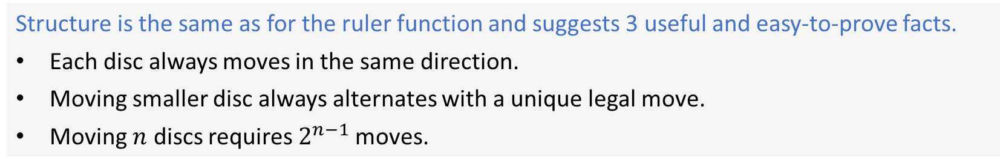 Structure is the same as for the ruler function and suggests 3 useful and easy-to-prove facts.
• Each disc always moves in the same direction.
• Moving smaller disc always alternates with a unique legal move.
• Moving n discs requires 2^{n−1} moves.